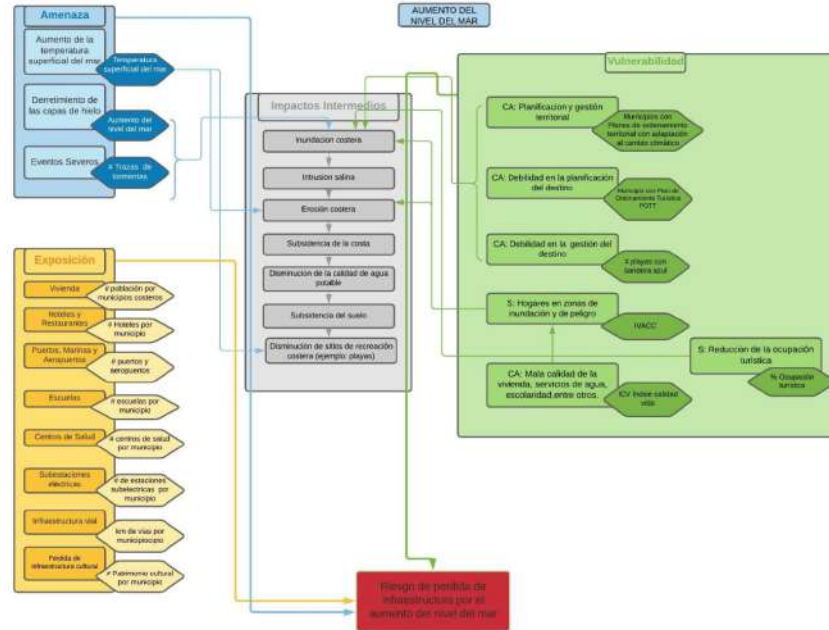 AUMENTO DEL
NIVEL DEL MAR
Amenaza
Aumento de la
temperatura
superficial del mar
Temperatura
superficial del mar
Derretimiento de
las capas de hielo
Aumento del
nivel del mar
Eventos Severos
# Trazas de
tormentas
Exposición
Vivienda
# población por
municipios costeros
Hoteles y
Restaurantes
# Hoteles por
municipio
Puertos, Marinas y
Aeropuertos
# puertos y
aeropuertos
Escuelas
# escuelas por
municipio
Centros de Salud
# centros de salud
por municipio
Subestaciones
eléctricas
# de estaciones
subelectricas por
municipio
Infraestructura vial
km de vías por
municipiocipio
Perdida de
infraestructura cultural
# Patrimonio cultural
por municipio
Impactos Intermedios
Inundacion costera
Intrusion salina
Erosión costera
Subsidencia de la costa
Disminución de la calidad de agua
potable
Subsidencia del suelo
Disminución de sitios de recreación
costera (ejemplo: playas)
Vulnerabilidad
CA: Planificacion y gestión
territorial
Municipios con
Planes de ordenamiento
territorial con adaptación
al cambio climático
CA: Debilidad en la planificación
del destino
Municipio con Plan de
Ordenamiento Turistico
POTT
CA: Debilidad en la gestión del
destino
# playas con
bandera azul
S: Hogares en zonas de
inundación y de peligro
IVACC
S: Reducción de la ocupación
turística
% Ocupación
turistica
CA: Mala calidad de la
vivienda, servicios de agua,
escolaridad,entre otros.
ICV Indice calidad
vida
Riesgo de perdida de
infraestructura por el
aumento del nivel del mar